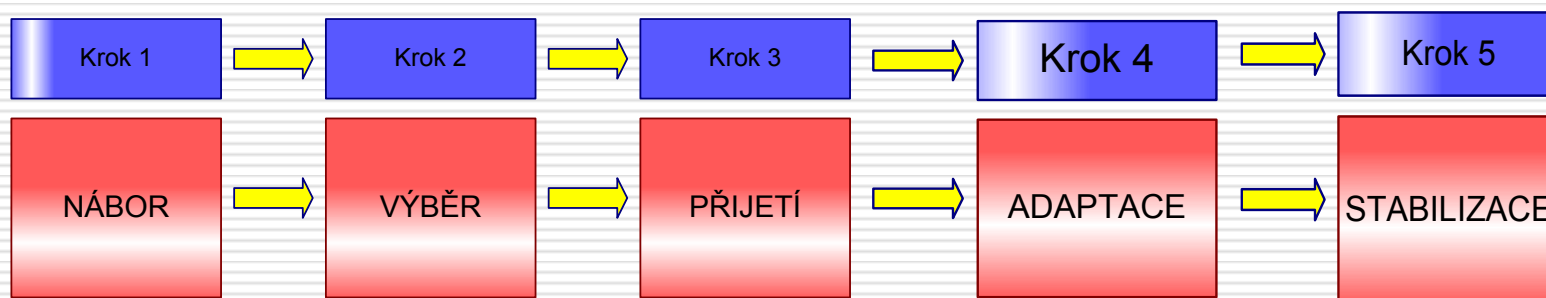 Krok 1
Krok 2
Krok 3
Krok 4
Krok 5
NÁBOR
VÝBĚR
PŘIJETÍ
ADAPTACE
STABILIZACE